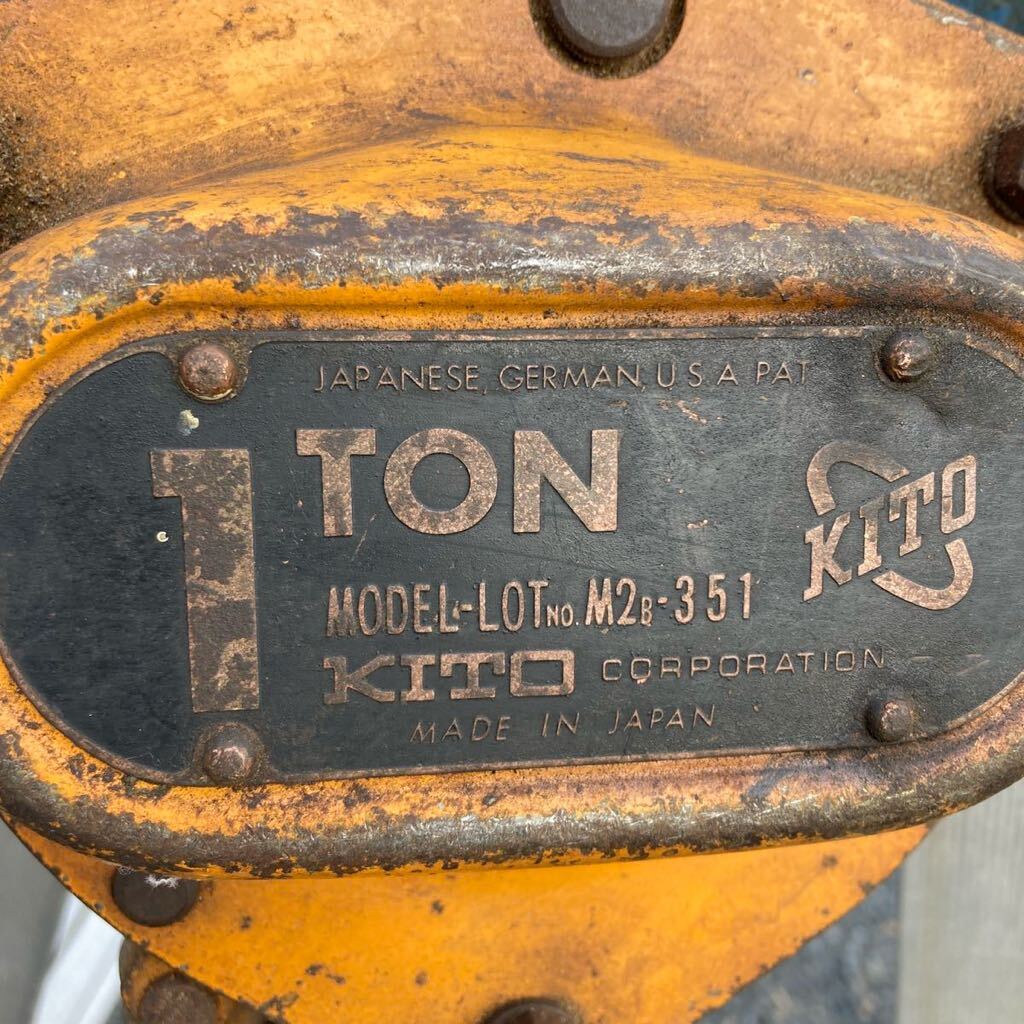 JAPANESE, GERMAN, U S A PAT
1 TON
KITO
MODEL-LOT NO. M2B-351
KITO CORPORATION
MADE IN JAPAN